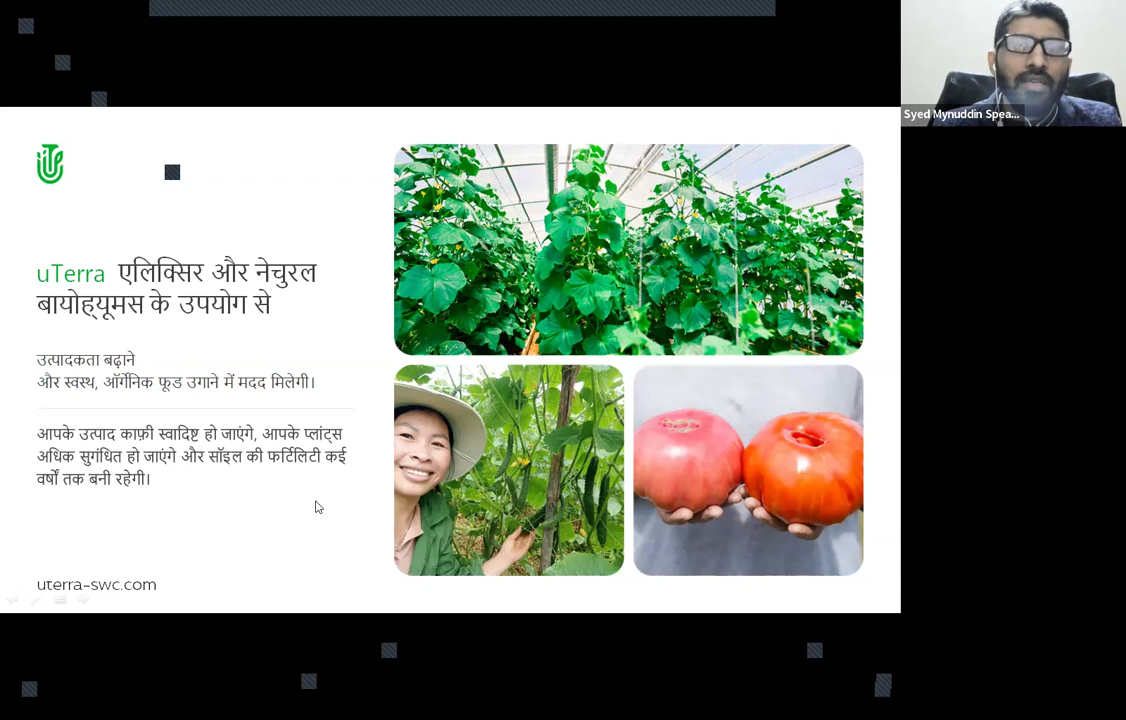 Syed Mynuddin Spea...
uTerra एलिक्सिर और नेचुरल
बायोह्यूमस के उपयोग से
उत्पादकता बढ़ाने
और स्वस्थ, ऑर्गेनिक फूड उगाने में मदद मिलेगी।
आपके उत्पाद काफ़ी स्वादिष्ट हो जाएंगे, आपके प्लांट्स
अधिक सुगंधित हो जाएंगे और सॉइल की फर्टिलिटी कई
वर्षों तक बनी रहेगी।
uterra-swc.com